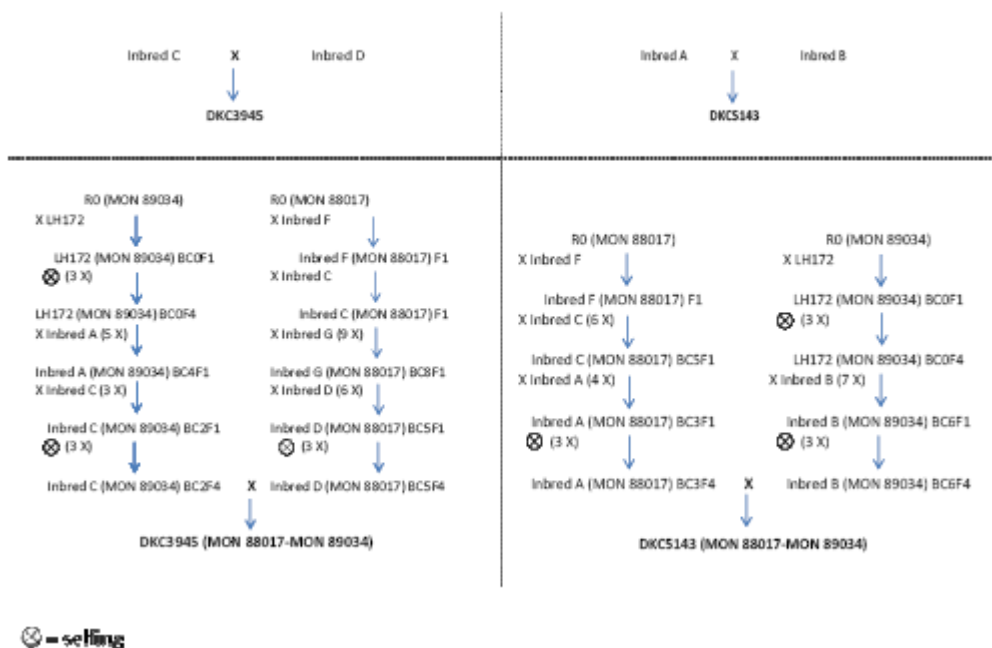 Inbred C X Inbred D
DKC3945
Inbred A X Inbred B
DKC5143
R0 (MON 89034)
X LH172
LH172 (MON 89034) BC0F1
⊗ (3 X)
LH172 (MON 89034) BC0F4
X Inbred A (5 X)
Inbred A (MON 89034) BC4F1
X Inbred C (3 X)
Inbred C (MON 89034) BC2F1
⊗ (3 X)
Inbred C (MON 89034) BC2F4
X
R0 (MON 88017)
X Inbred F
Inbred F (MON 88017) F1
X Inbred C
Inbred C (MON 88017) F1
X Inbred G (9 X)
Inbred G (MON 88017) BC8F1
X Inbred D (6 X)
Inbred D (MON 88017) BC5F1
⊗ (3 X)
Inbred D (MON 88017) BC5F4
DKC3945 (MON 88017-MON 89034)
R0 (MON 88017)
X Inbred F
Inbred F (MON 88017) F1
X Inbred C (6 X)
Inbred C (MON 88017) BC5F1
X Inbred A (4 X)
Inbred A (MON 88017) BC3F1
⊗ (3 X)
Inbred A (MON 88017) BC3F4
X
R0 (MON 89034)
X LH172
LH172 (MON 89034) BC0F1
⊗ (3 X)
LH172 (MON 89034) BC0F4
X Inbred B (7 X)
Inbred B (MON 89034) BC6F1
⊗ (3 X)
Inbred B (MON 89034) BC6F4
DKC5143 (MON 88017-MON 89034)
⊗ = selfing